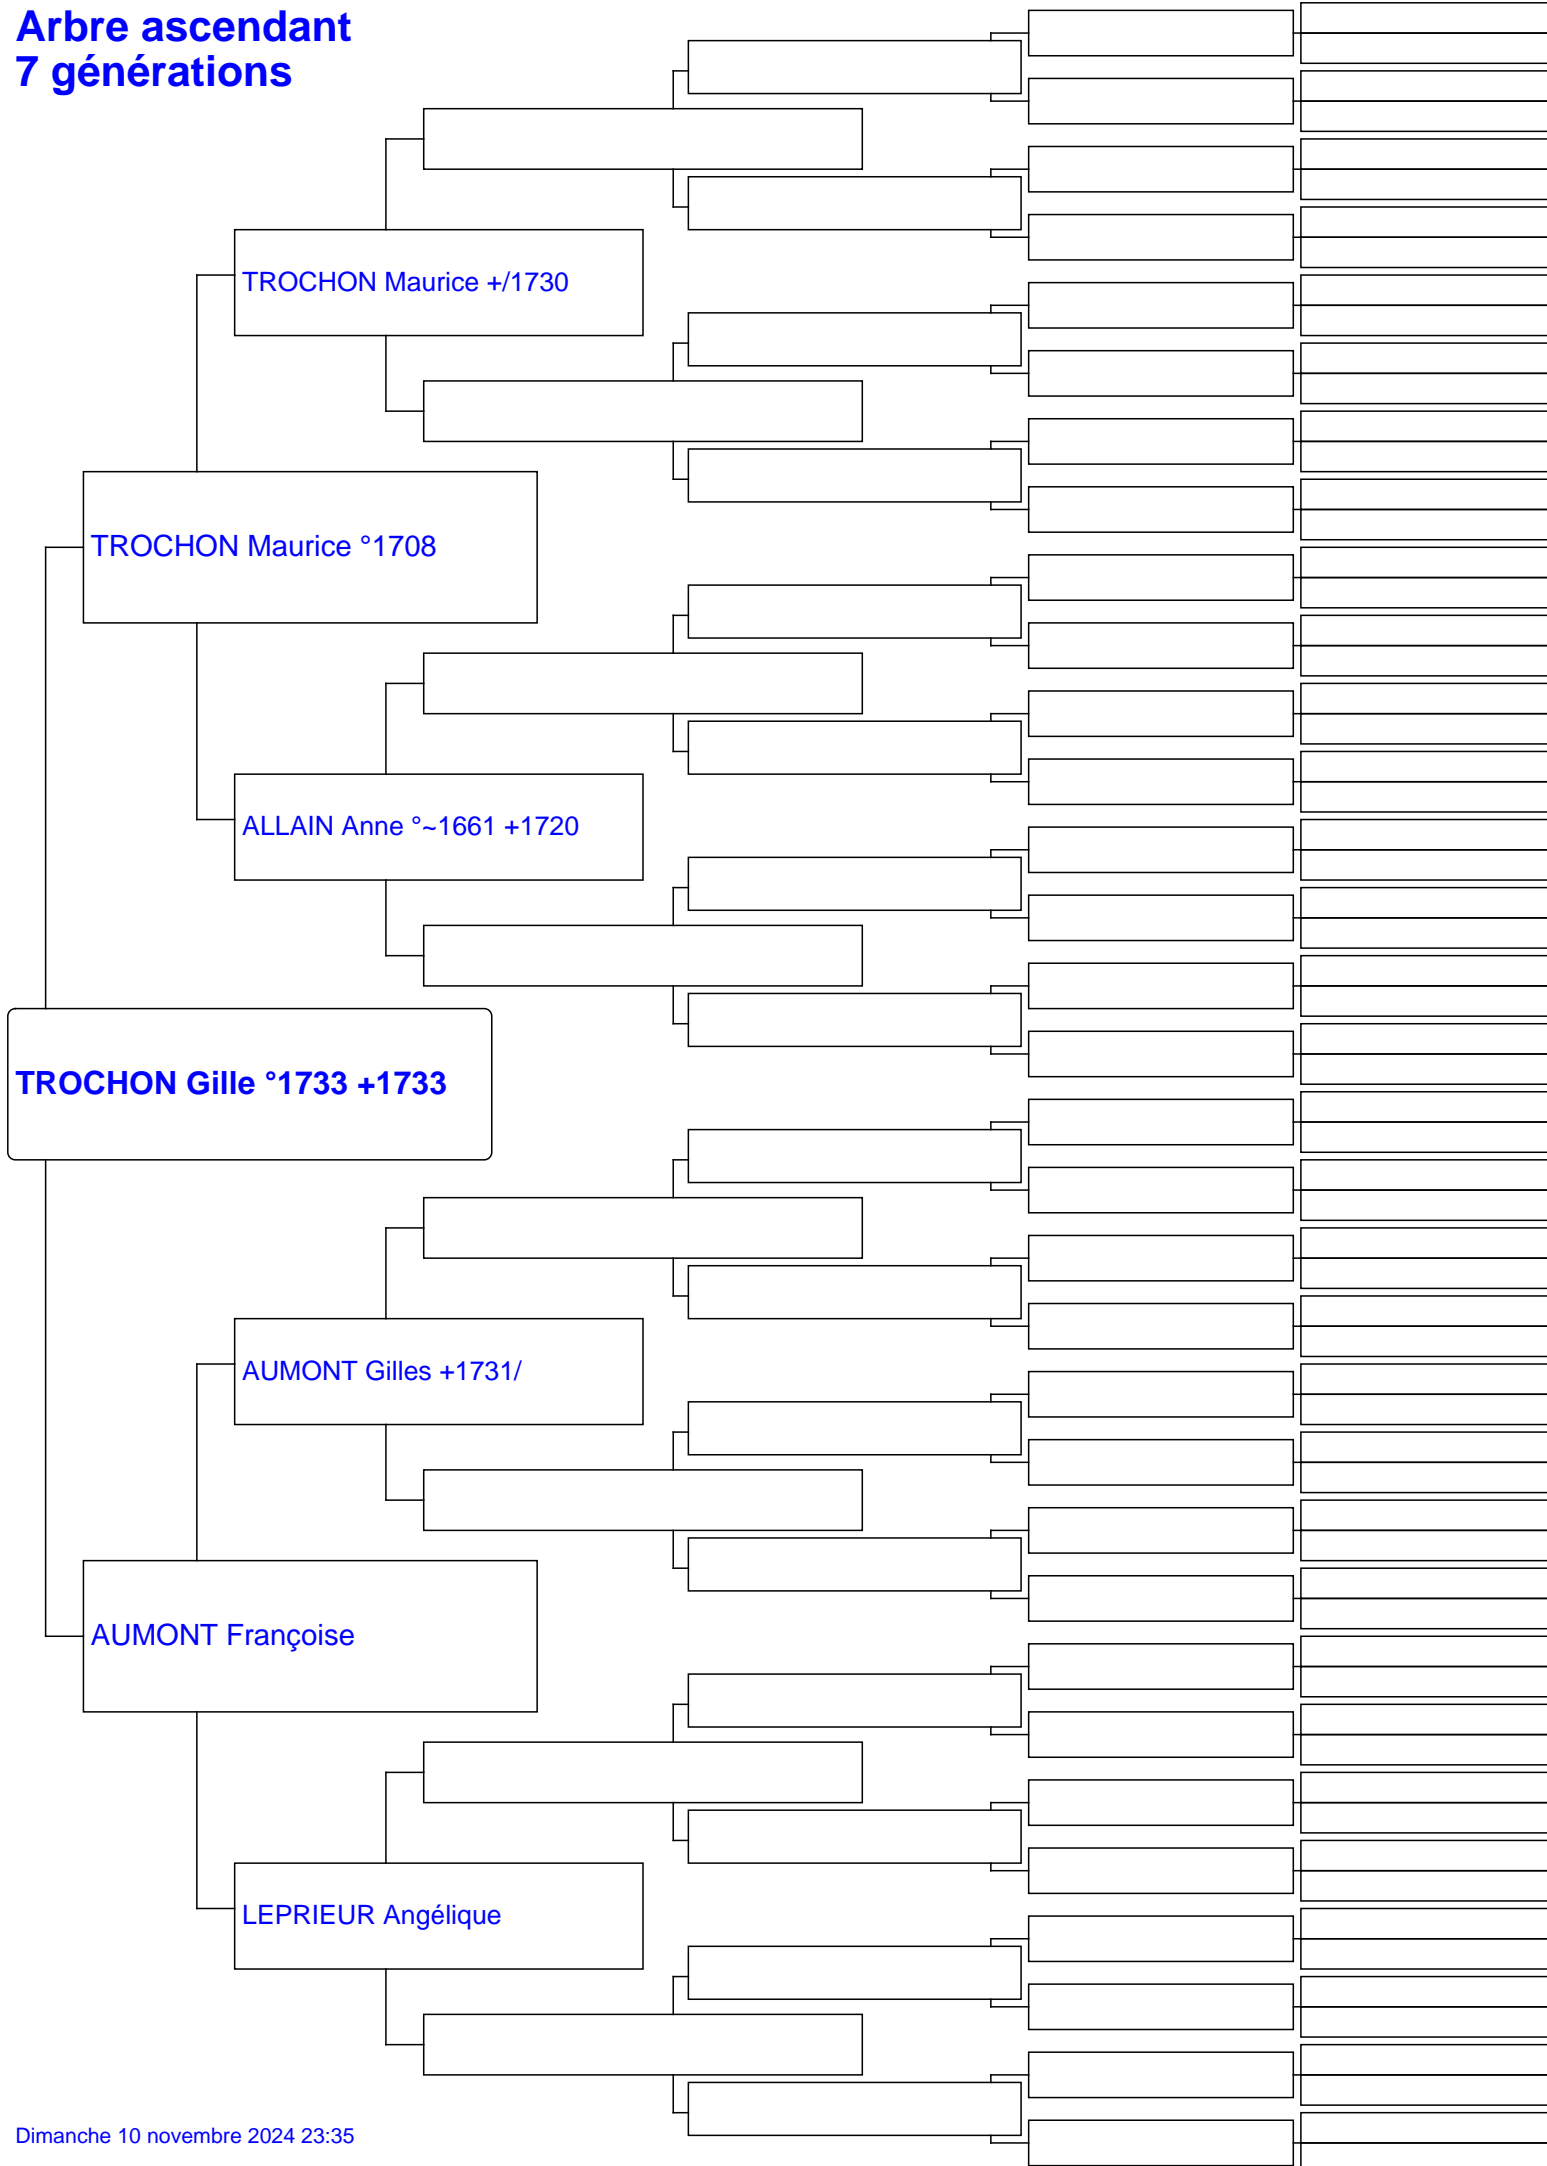 Arbre ascendant
7 générations
TROCHON Maurice +/1730
TROCHON Maurice °1708
ALLAIN Anne °~1661 +1720
TROCHON Gille °1733 +1733
AUMONT Gilles +1731/
AUMONT Françoise
LEPRIEUR Angélique
Dimanche 10 novembre 2024 23:35